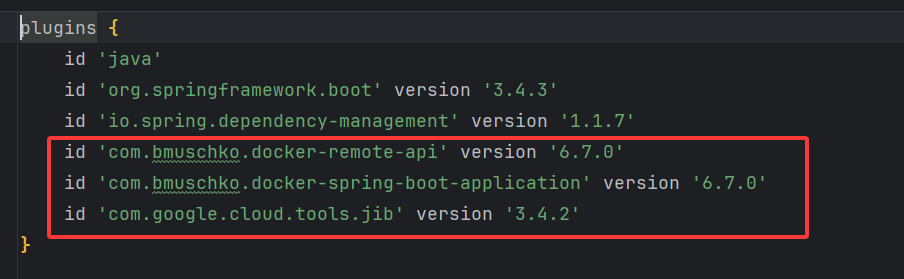 plugins {
    id 'java'
    id 'org.springframework.boot' version '3.4.3'
    id 'io.spring.dependency-management' version '1.1.7'
    id 'com.bmuschko.docker-remote-api' version '6.7.0'
    id 'com.bmuschko.docker-spring-boot-application' version '6.7.0'
    id 'com.google.cloud.tools.jib' version '3.4.2'
}